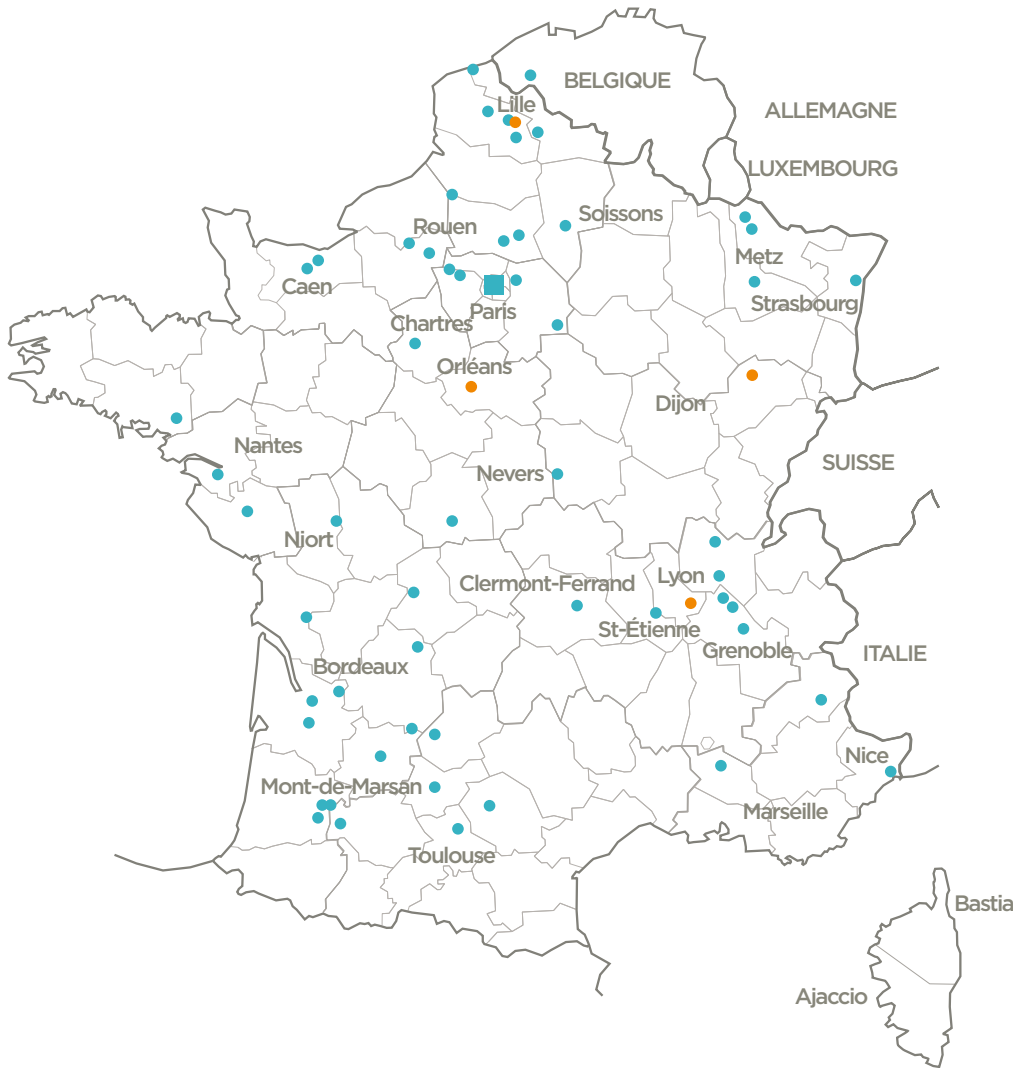 BELGIQUE
Lille
ALLEMAGNE
LUXEMBOURG
Soissons
Rouen
Metz
Caen
Strasbourg
Paris
Chartres
Orléans
Dijon
Nantes
SUISSE
Nevers
Niort
Lyon
Clermont-Ferrand
St-Étienne
Grenoble
ITALIE
Bordeaux
Nice
Mont-de-Marsan
Marseille
Toulouse
Bastia
Ajaccio